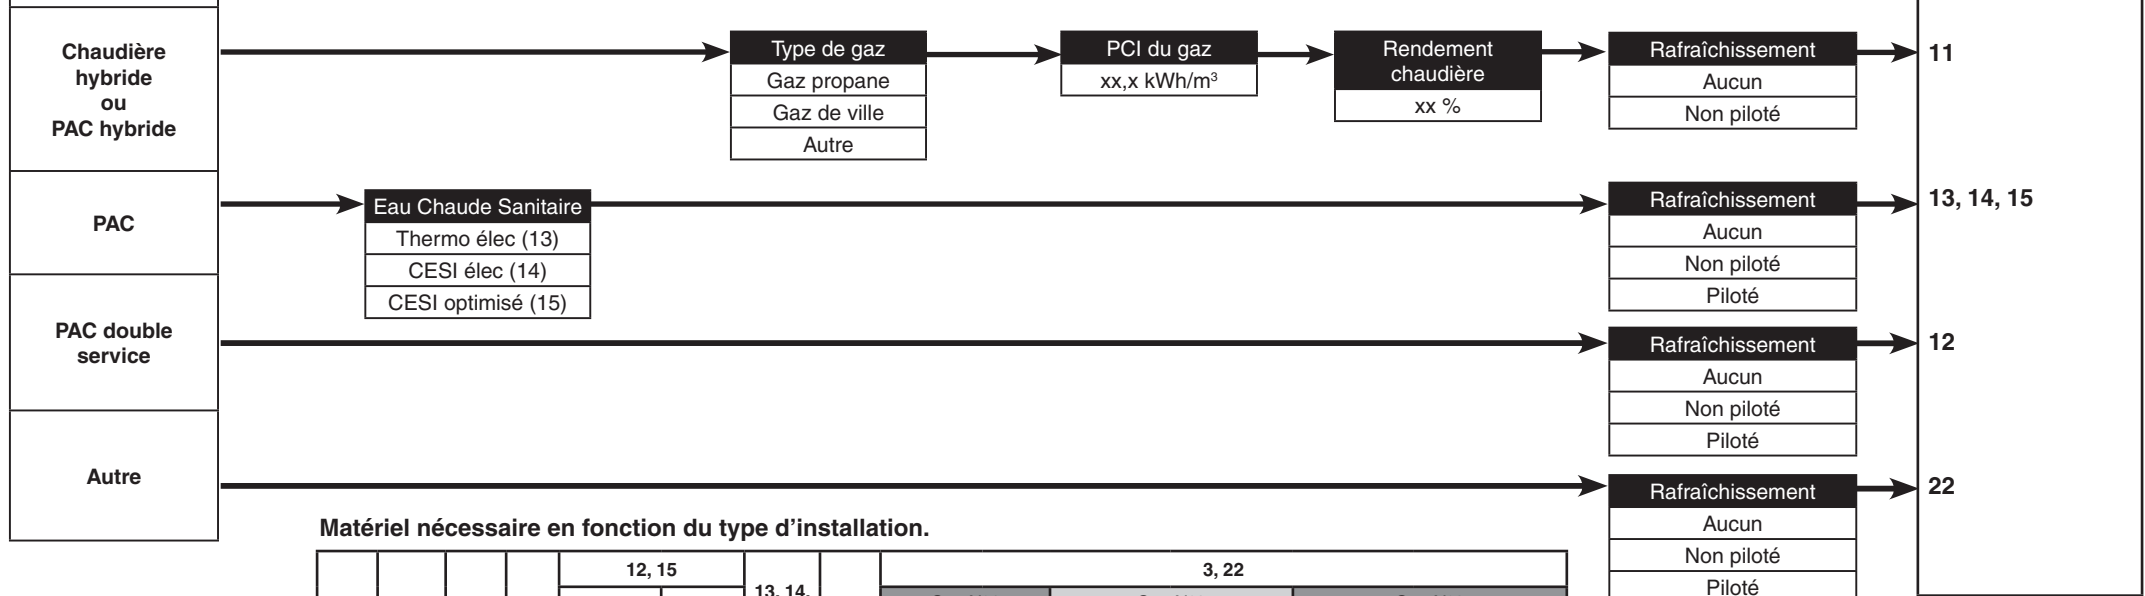 Chaudière
hybride
ou
PAC hybride
Type de gaz
Gaz propane
Gaz de ville
Autre
PCI du gaz
xx,x kWh/m³
Rendement
chaudière
xx %
Rafraîchissement
Aucun
Non piloté
11
PAC
Eau Chaude Sanitaire
Thermo élec (13)
CESI élec (14)
CESI optimisé (15)
Rafraîchissement
Aucun
Non piloté
Piloté
13, 14, 15
PAC double
service
Rafraîchissement
Aucun
Non piloté
Piloté
12
Autre
Rafraîchissement
Aucun
Non piloté
Piloté
22
Matériel nécessaire en fonction du type d’installation.
12, 15
13, 14,
3, 22